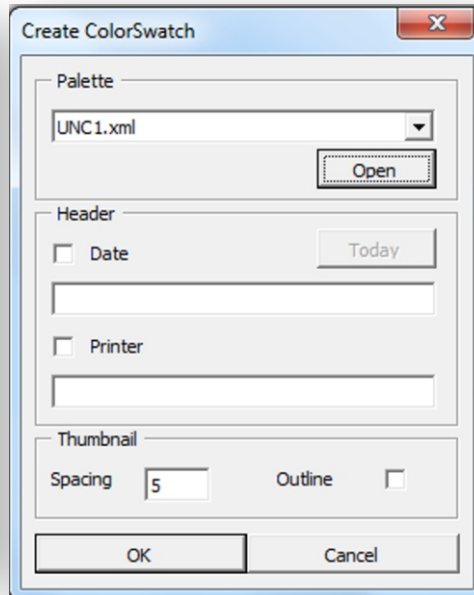 Create ColorSwatch
Palette
UNC1.xml
Open
Header
Date
Today
Printer
Thumbnail
Spacing
5
Outline
OK
Cancel